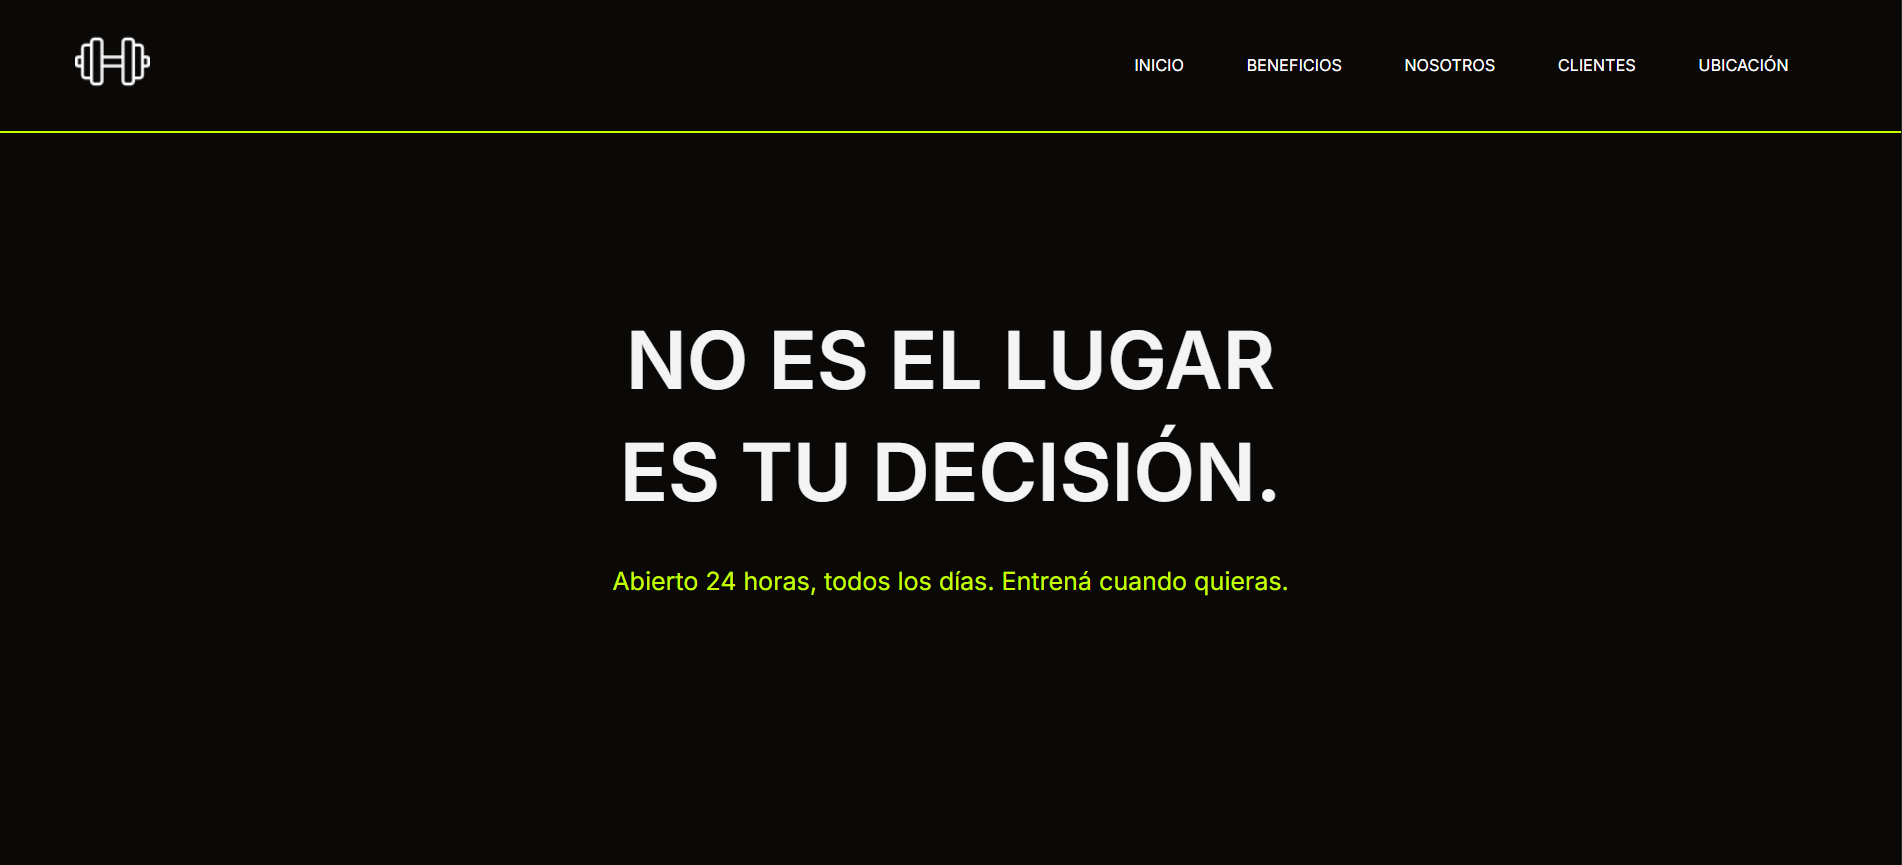 INICIO BENEFICIOS NOSOTROS CLIENTES UBICACIÓN
NO ES EL LUGAR
ES TU DECISIÓN.
Abierto 24 horas, todos los días. Entrená cuando quieras.